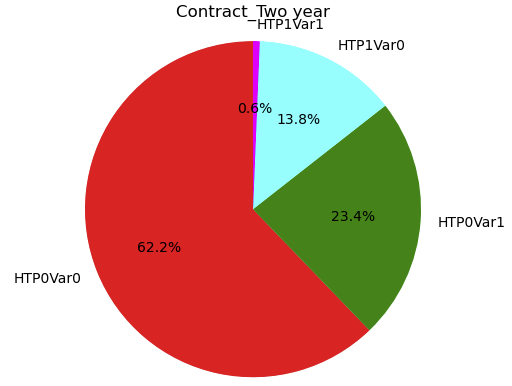 Contract_Two year
HTP1Var1
HTP1Var0
0.6%
13.8%
23.4%
HTP0Var1
62.2%
HTP0Var0